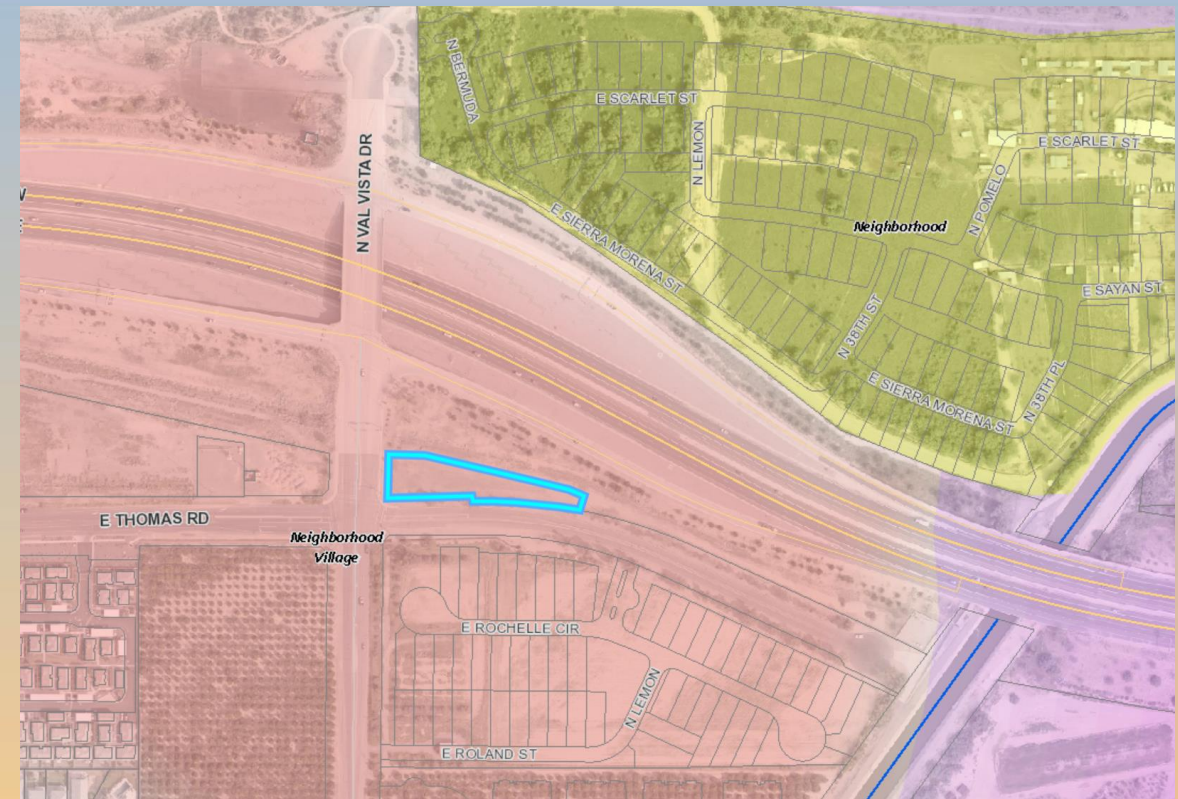 N BERMUDA
E SCARLET ST
N LEMON
E SCARLET ST
N VAL VISTA DR
N POMELO
Neighborhood
E SIERRA MORENA ST
E SAYAN ST
N 38TH ST
E SIERRA MORENA ST
N 38TH PL
E THOMAS RD
Neighborhood
Village
E ROCHELLE CIR
N LEMON
E ROLAND ST